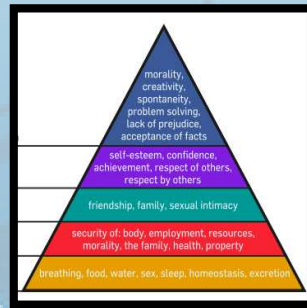 morality,
creativity,
spontaneity,
problem solving,
lack of prejudice,
acceptance of facts
self-esteem, confidence,
achievement, respect of others,
respect by others
friendship, family, sexual intimacy
security of: body, employment, resources,
morality, the family, health, property
breathing, food, water, sex, sleep, homeostasis, excretion